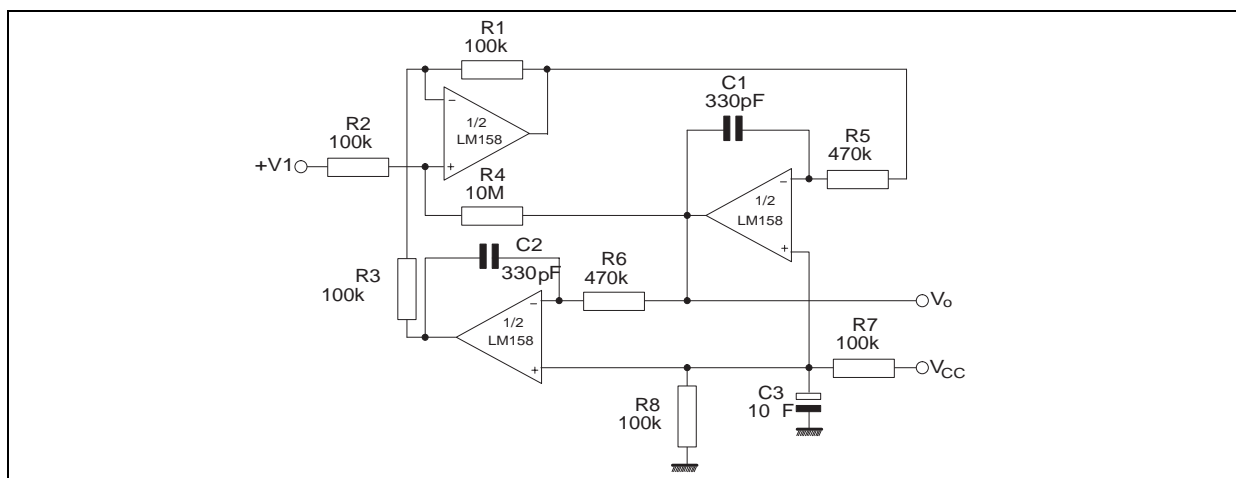 R1
100k
C1
330pF
R2
100k
1/2
LM158
R5
470k
+V1
R4
10M
1/2
LM158
C2
330pF
R3
100k
R6
470k
1/2
LM158
Vo
R7
100k
VCC
C3
10 F
R8
100k